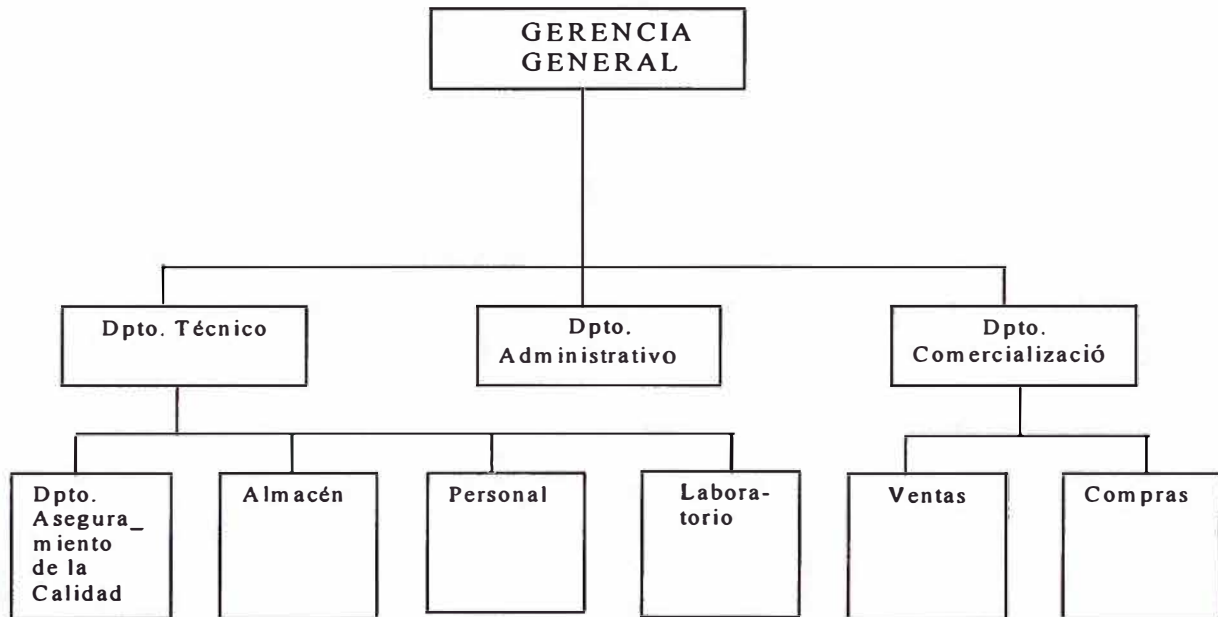 GERENCIA
GENERAL
Dpto. Técnico
Dpto.
Administrativo
Dpto.
Comercializació
Dpto.
Asegura_
miento
de la
Calidad
Almacén
Personal
Labora-
torio
Ventas
Compras